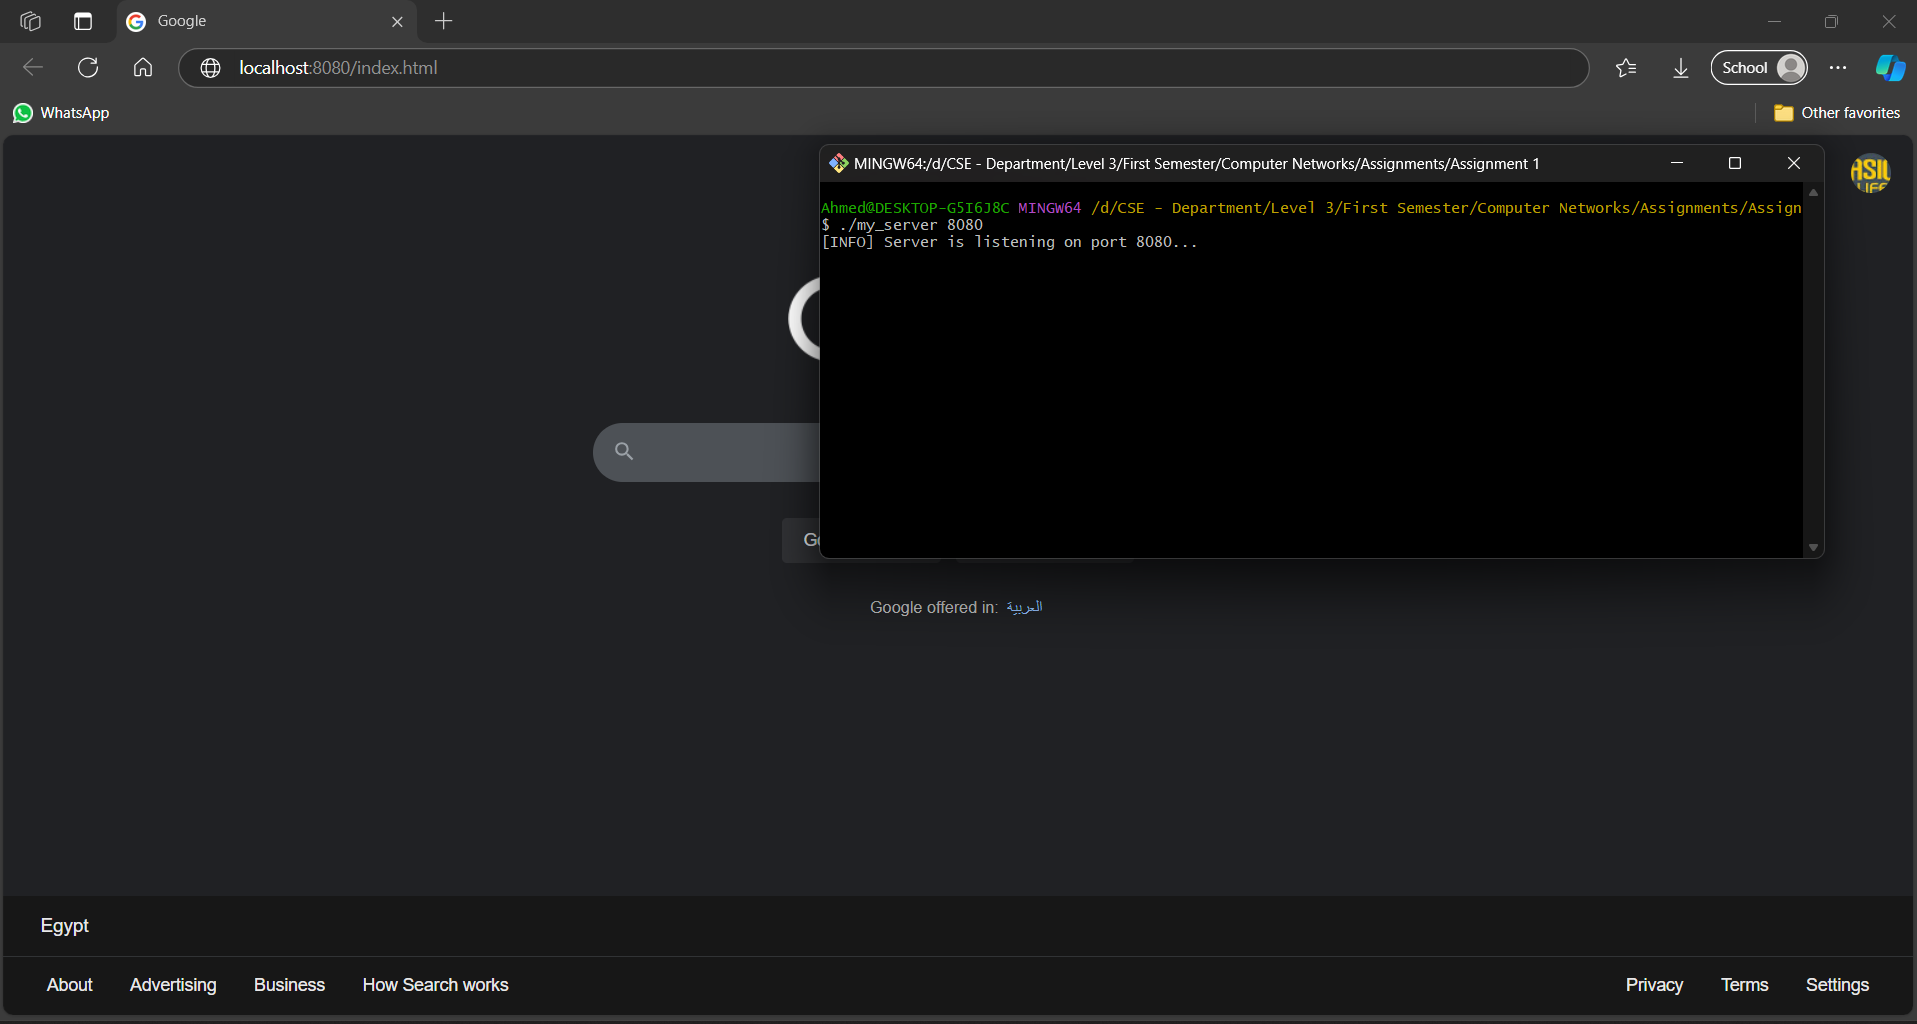 Google
localhost:8080/index.html
School
WhatsApp
Other favorites
MINGW64:/d/CSE - Department/Level 3/First Semester/Computer Networks/Assignments/Assignment 1
Ahmed@DESKTOP-G5I6J8C MINGW64 /d/CSE - Department/Level 3/First Semester/Computer Networks/Assignments/Assign
$ ./my_server 8080
[INFO] Server is listening on port 8080...
Google offered in: العربية
Egypt
About Advertising Business How Search works Privacy Terms Settings